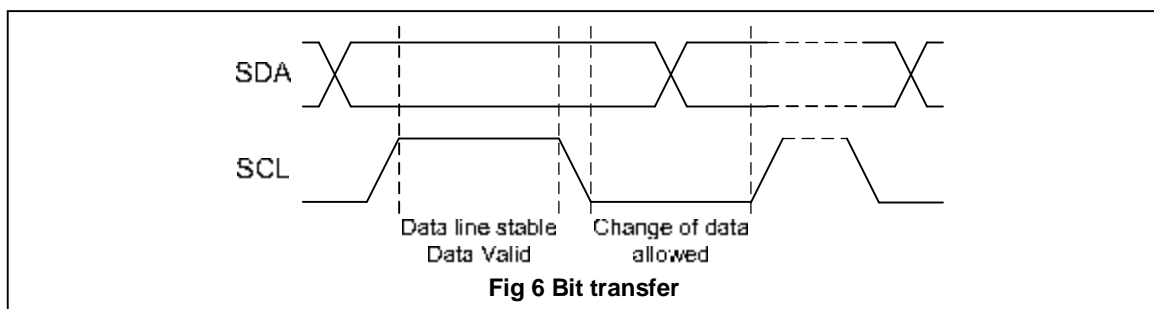 SDA
SCL
Data line stable
Data Valid
Change of data
allowed
Fig 6 Bit transfer